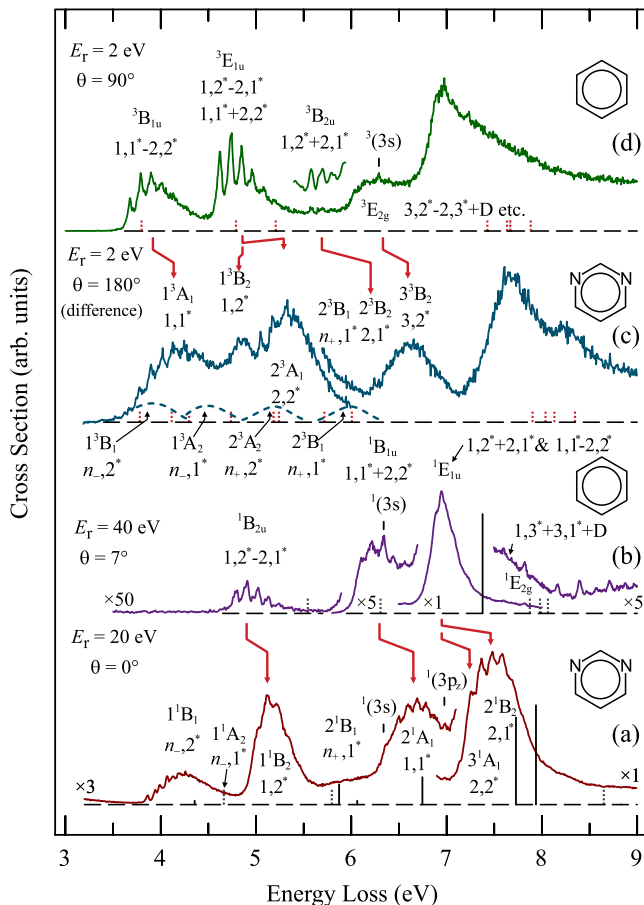 E_r = 2 eV
θ = 90°
³B₁ᵤ
1,1*-2,2*
³E₁ᵤ
1,2*-2,1*
1,1*+2,2*
³B₂ᵤ
1,2*+2,1*
³(3s)
(d)
³E₂g
3,2*-2,3*+D etc.
E_r = 2 eV
θ = 180°
(difference)
1³A₁
1,1*
1³B₂
1,2*
2³B₁
n₊,1*
2³B₂
2,1*
3³B₂
3,2*
N
N
(c)
2³A₁
2,2*
1³B₁
n₋,2*
1³A₂
n₋,1*
2³A₂
n₊,2*
2³B₁
n₊,1*
¹B₁ᵤ
1,1*+2,2*
¹E₁ᵤ
1,2*+2,1* & 1,1*-2,2*
E_r = 40 eV
θ = 7°
¹B₂ᵤ
1,2*-2,1*
¹(3s)
1,3*+3,1*+D
(b)
¹E₂g
×50
×5
×1
×5
E_r = 20 eV
θ = 0°
1¹B₁
n₋,2*
1¹A₂
n₋,1*
1¹B₂
1,2*
2¹B₁
n₊,1*
¹(3s)
2¹A₁
1,1*
¹(3p_z)
3¹A₁
2,2*
2¹B₂
2,1*
N
N
(a)
×3
×1
3 4 5 6 7 8 9
Energy Loss (eV)
Cross Section (arb. units)